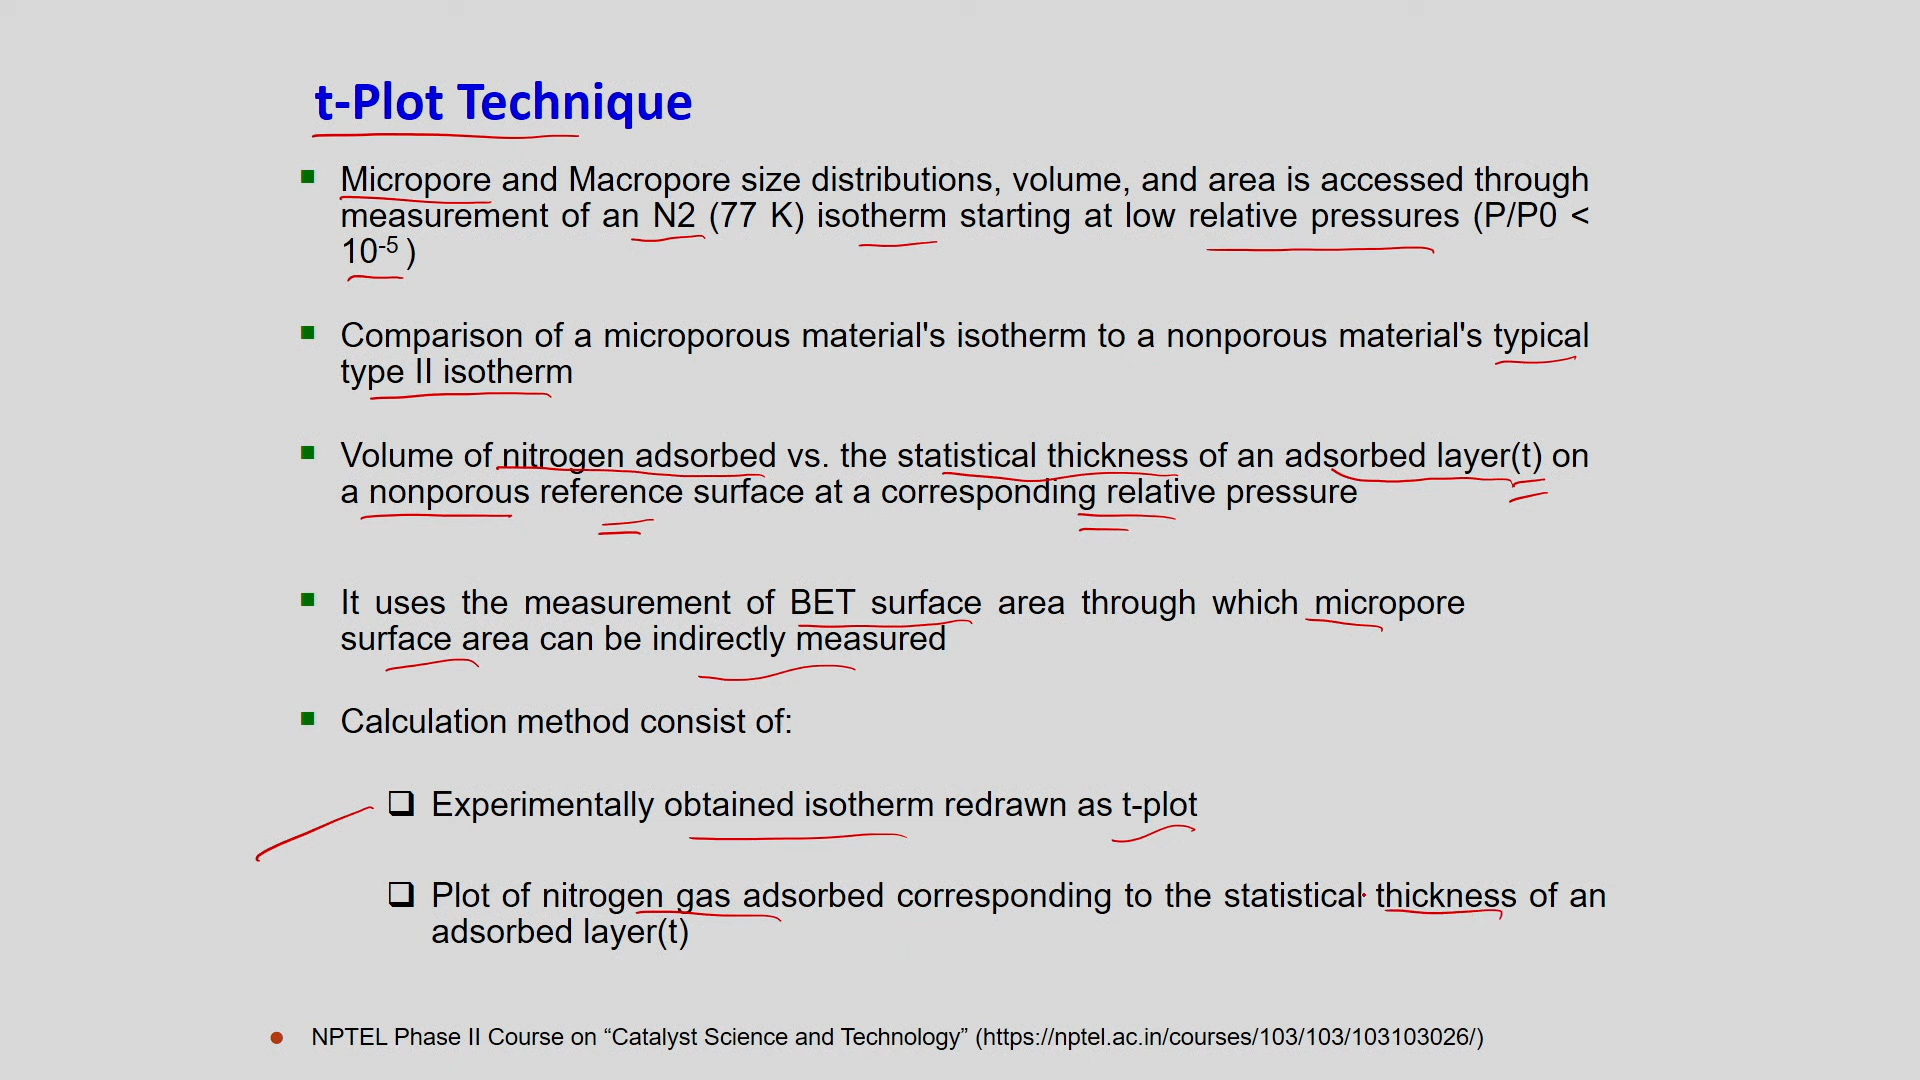 t-Plot Technique
Micropore and Macropore size distributions, volume, and area is accessed through
measurement of an N2 (77 K) isotherm starting at low relative pressures (P/P0 <
10⁻⁵ )
Comparison of a microporous material's isotherm to a nonporous material's typical
type II isotherm
Volume of nitrogen adsorbed vs. the statistical thickness of an adsorbed layer(t) on
a nonporous reference surface at a corresponding relative pressure
It uses the measurement of BET surface area through which micropore
surface area can be indirectly measured
Calculation method consist of:
Experimentally obtained isotherm redrawn as t-plot
Plot of nitrogen gas adsorbed corresponding to the statistical thickness of an
adsorbed layer(t)
NPTEL Phase II Course on “Catalyst Science and Technology” (https://nptel.ac.in/courses/103/103/103103026/)